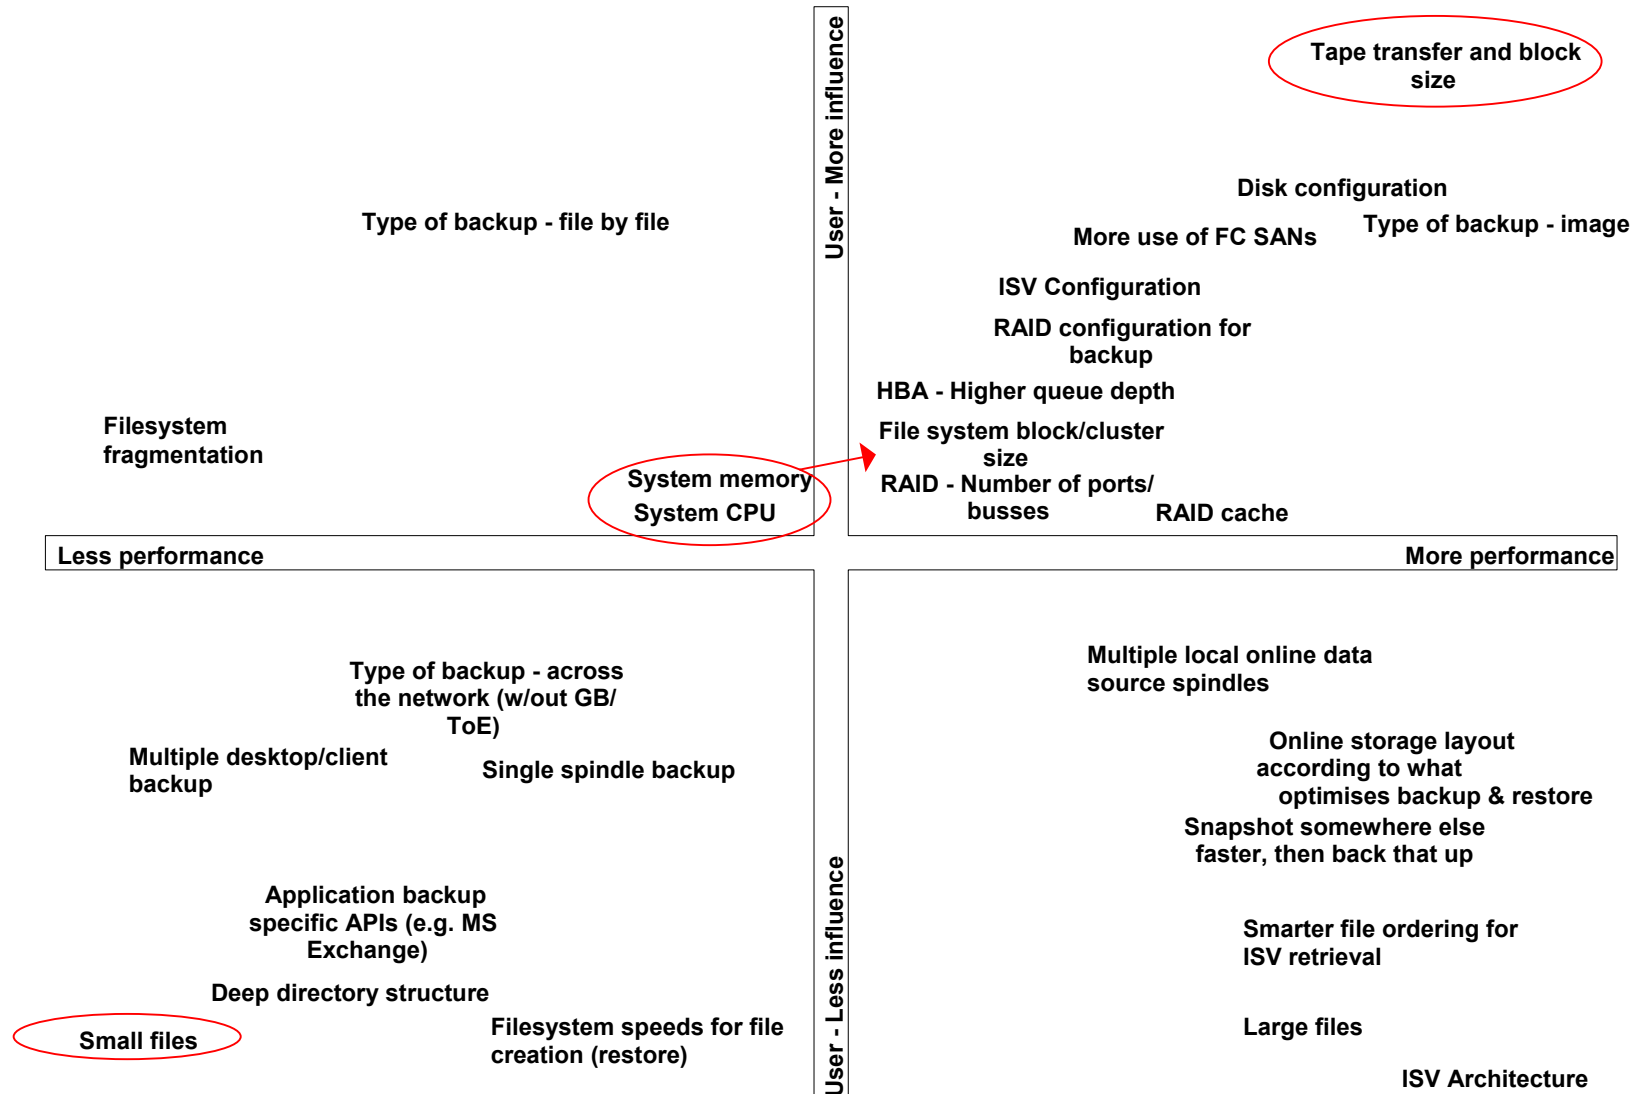 User - More influence
Tape transfer and block
size
Disk configuration
Type of backup - file by file
Type of backup - image
More use of FC SANs
ISV Configuration
RAID configuration for
backup
HBA - Higher queue depth
Filesystem
fragmentation
File system block/cluster
size
System memory
System CPU
RAID - Number of ports/
busses
RAID cache
Less performance
More performance
Type of backup - across
the network (w/out GB/
ToE)
Multiple local online data
source spindles
Multiple desktop/client
backup
Single spindle backup
Online storage layout
according to what
optimises backup & restore
Snapshot somewhere else
faster, then back that up
User - Less influence
Application backup
specific APIs (e.g. MS
Exchange)
Smarter file ordering for
ISV retrieval
Deep directory structure
Small files
Filesystem speeds for file
creation (restore)
Large files
ISV Architecture